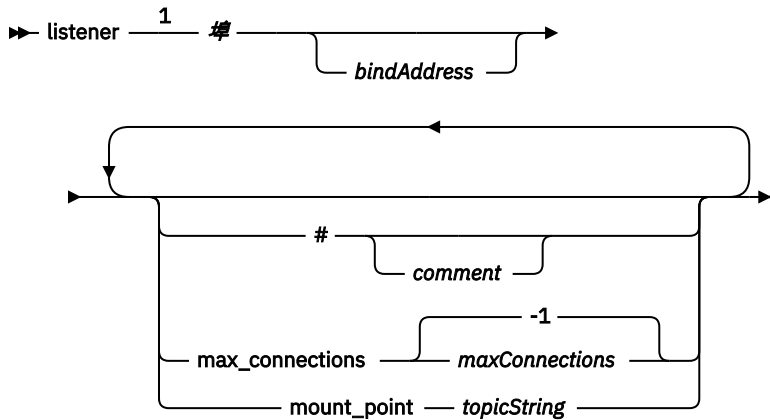 listener 1 埠 bindAddress
# comment
-1
max_connections maxConnections
mount_point topicString